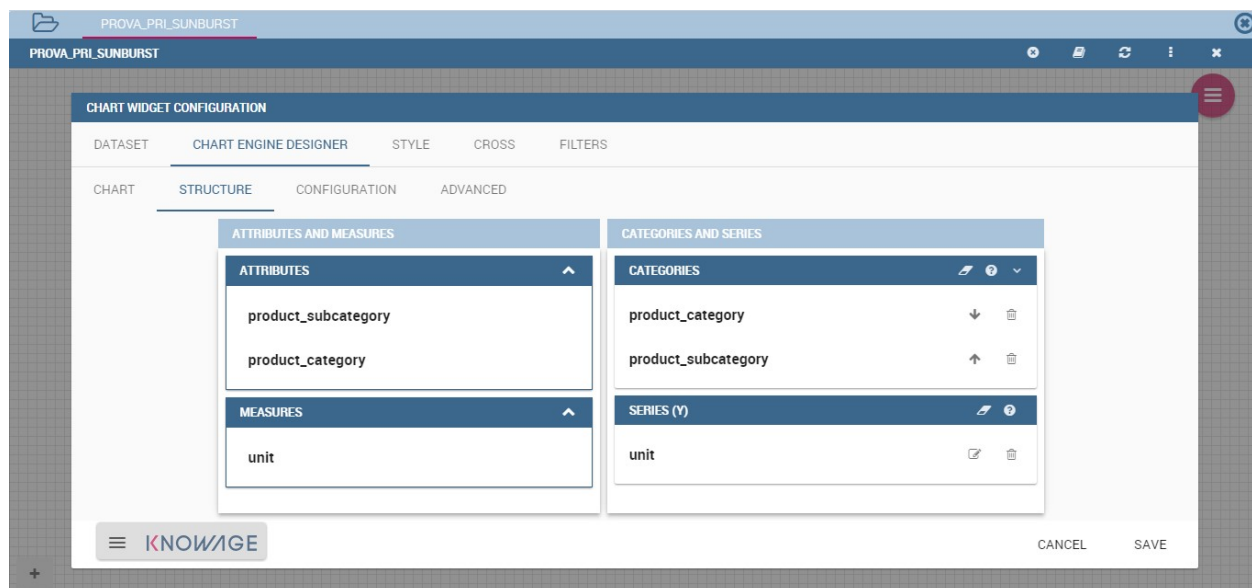 PROVA_PRI_SUNBURST
PROVA_PRI_SUNBURST
CHART WIDGET CONFIGURATION
DATASET CHART ENGINE DESIGNER STYLE CROSS FILTERS
CHART STRUCTURE CONFIGURATION ADVANCED
ATTRIBUTES AND MEASURES
ATTRIBUTES
product_subcategory
product_category
MEASURES
unit
CATEGORIES AND SERIES
CATEGORIES
product_category
product_subcategory
SERIES (Y)
unit
KNOWAGE
CANCEL SAVE